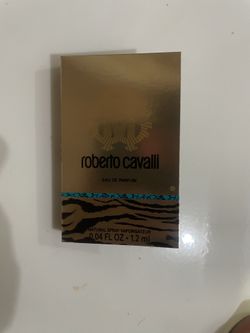 roberto cavalli
EAU DE PARFUM
NATURAL SPRAY VAPORISATEUR
0.04 FL OZ - 1.2 ml